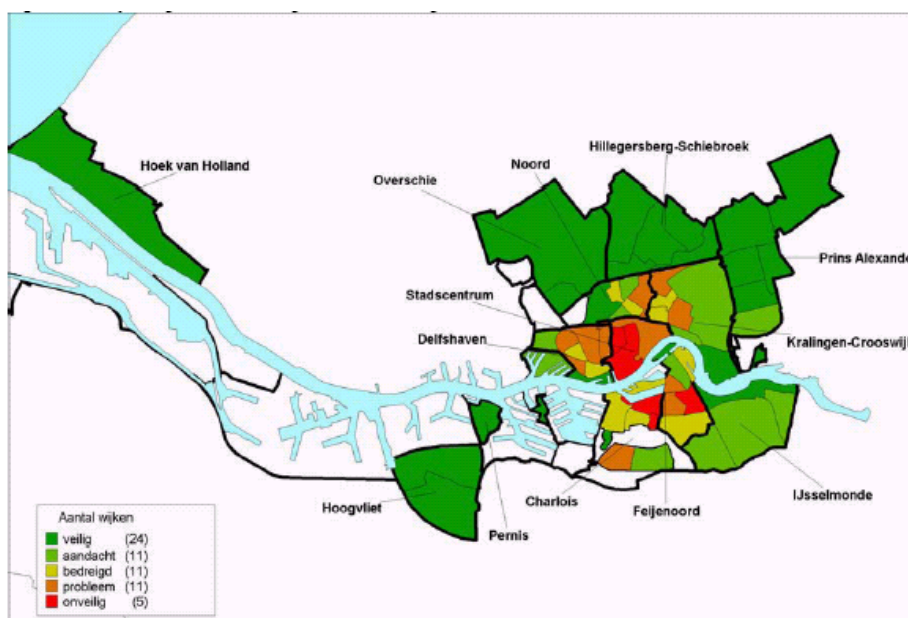 Hoek van Holland
Hillegersberg-Schiebroek
Noord
Overschie
Prins Alexande
Stadscentrum
Delfshaven
Kralingen-Crooswij
IJsselmonde
Charlois
Feijenoord
Hoogvliet
Pernis
Aantal wijken
veilig (24)
aandacht (11)
bedreigd (11)
probleem (11)
onveilig (5)